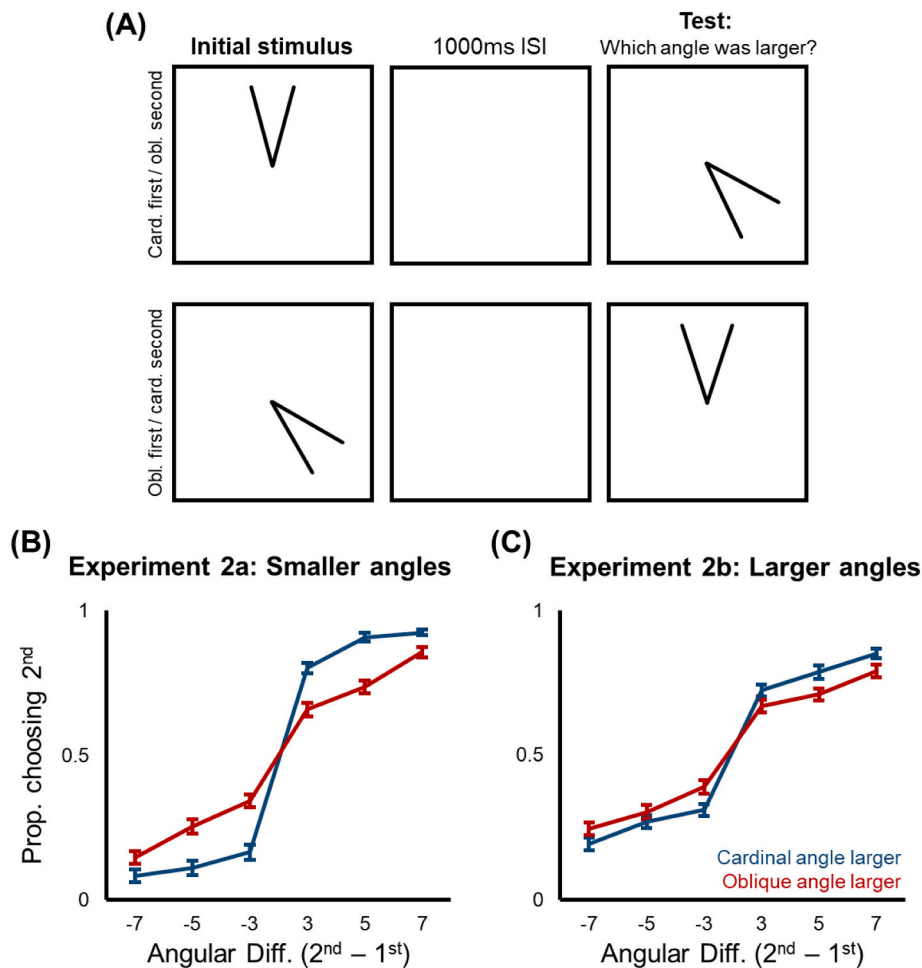 (A)
Initial stimulus
1000ms ISI
Test:
Which angle was larger?
Card. first / obl. second
Obl. first / card. second
(B)
Experiment 2a: Smaller angles
Prop. choosing 2nd
1
0.5
0
-7 -5 -3 3 5 7
Angular Diff. (2nd – 1st)
(C)
Experiment 2b: Larger angles
1
0.5
0
Cardinal angle larger
Oblique angle larger
-7 -5 -3 3 5 7
Angular Diff. (2nd – 1st)